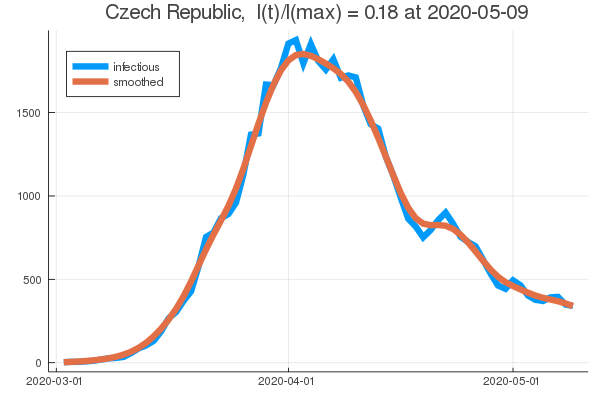 Czech Republic, I(t)/I(max) = 0.18 at 2020-05-09
infectious
smoothed
1500
1000
500
0
2020-03-01 2020-04-01 2020-05-01